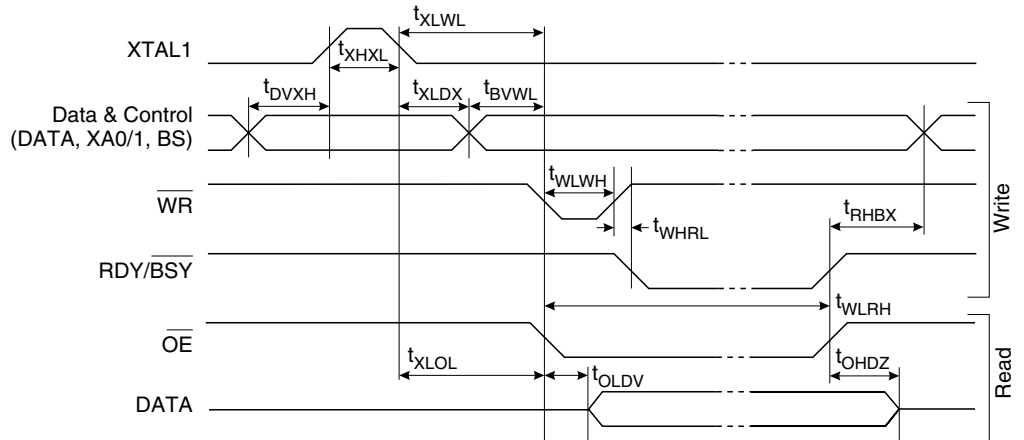 tXLWL
XTAL1
tXHXL
tDVXH
tXLDX
tBVWL
Data & Control
(DATA, XA0/1, BS)
tWLWH
WR
tWHRL
tRHBX
Write
RDY/BSY
tWLRH
OE
tXLOL
tOLDV
tOHDZ
Read
DATA